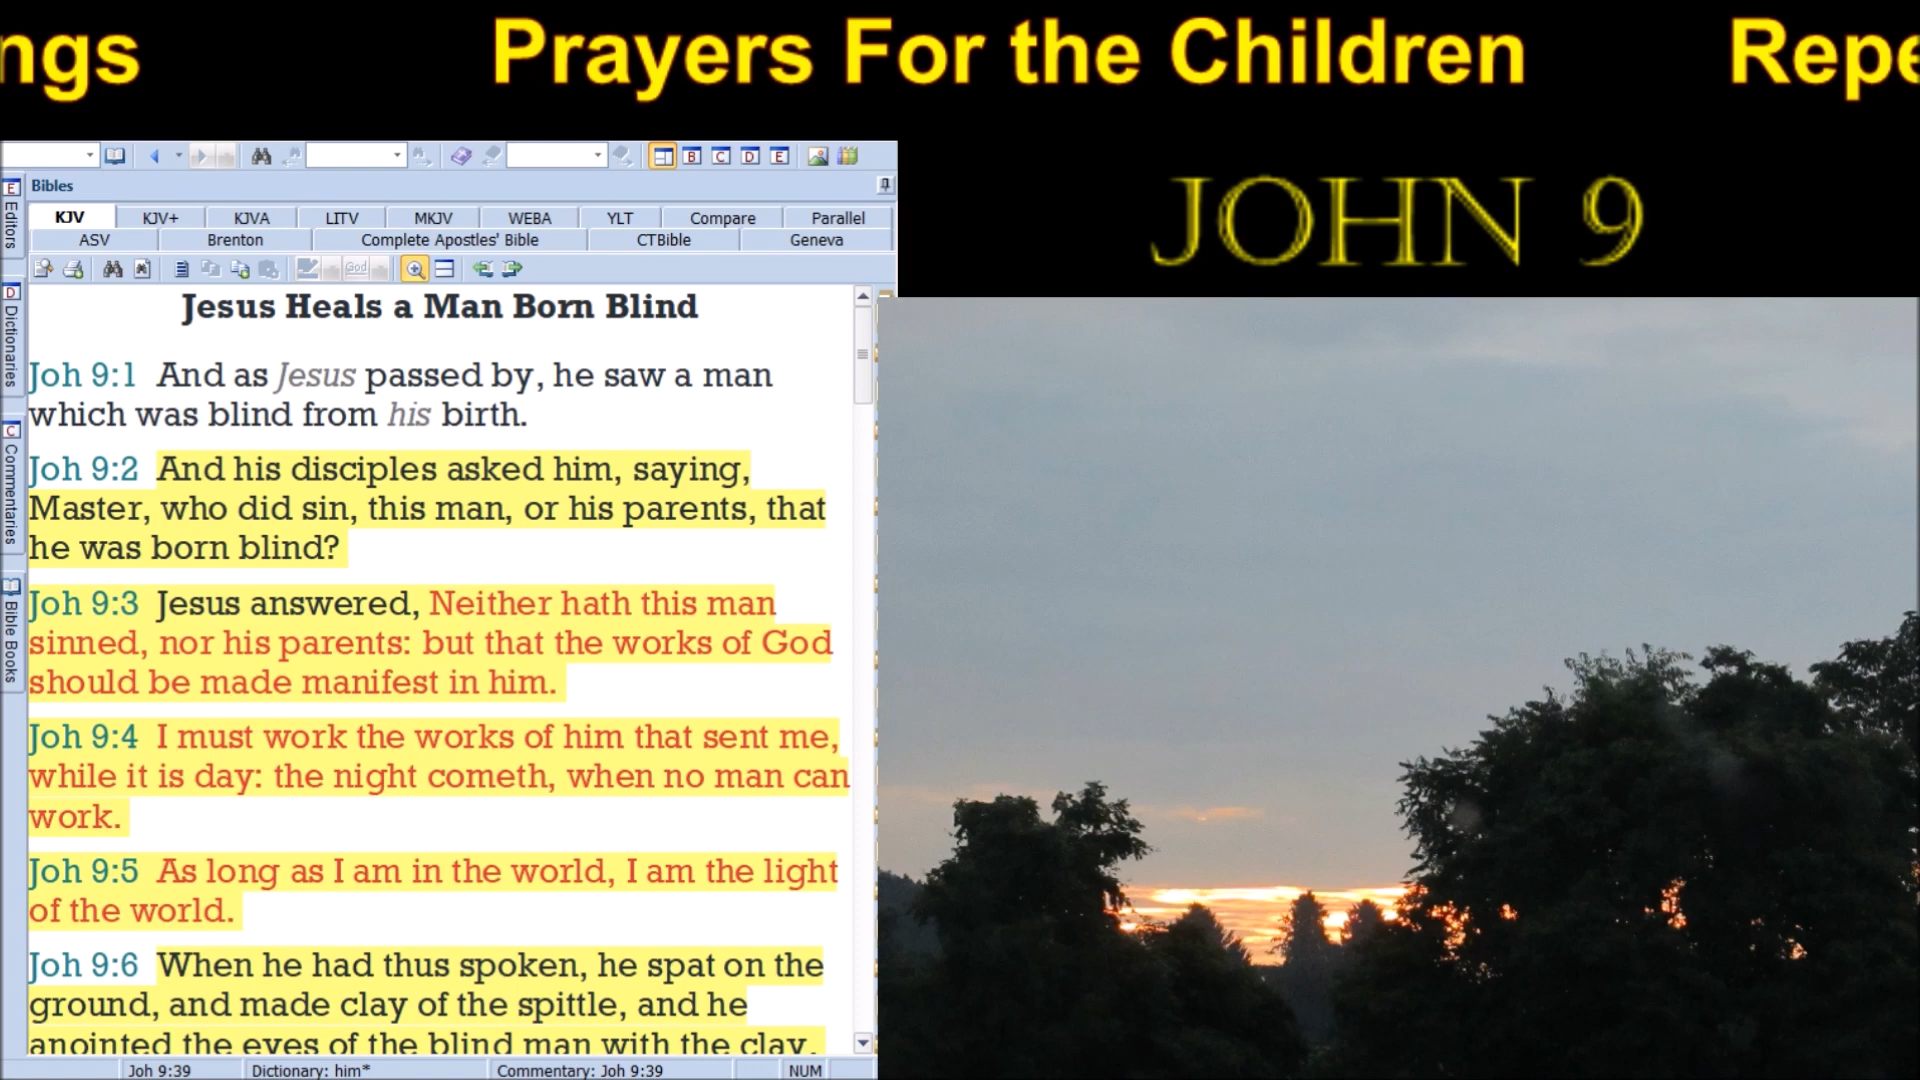 ngs Prayers For the Children Repe
JOHN 9
Bibles
KJV KJV+ KJVA LITV MKJV WEBA YLT Compare Parallel
ASV Brenton Complete Apostles' Bible CTBible Geneva
B C D E
God
E Editors
D Dictionaries
C Commentaries
Bible Books
Jesus Heals a Man Born Blind
Joh 9:1 And as Jesus passed by, he saw a man
which was blind from his birth.
Joh 9:2 And his disciples asked him, saying,
Master, who did sin, this man, or his parents, that
he was born blind?
Joh 9:3 Jesus answered, Neither hath this man
sinned, nor his parents: but that the works of God
should be made manifest in him.
Joh 9:4 I must work the works of him that sent me,
while it is day: the night cometh, when no man can
work.
Joh 9:5 As long as I am in the world, I am the light
of the world.
Joh 9:6 When he had thus spoken, he spat on the
ground, and made clay of the spittle, and he
anointed the eyes of the blind man with the clay,
Joh 9:39 Dictionary: him* Commentary: Joh 9:39 NUM